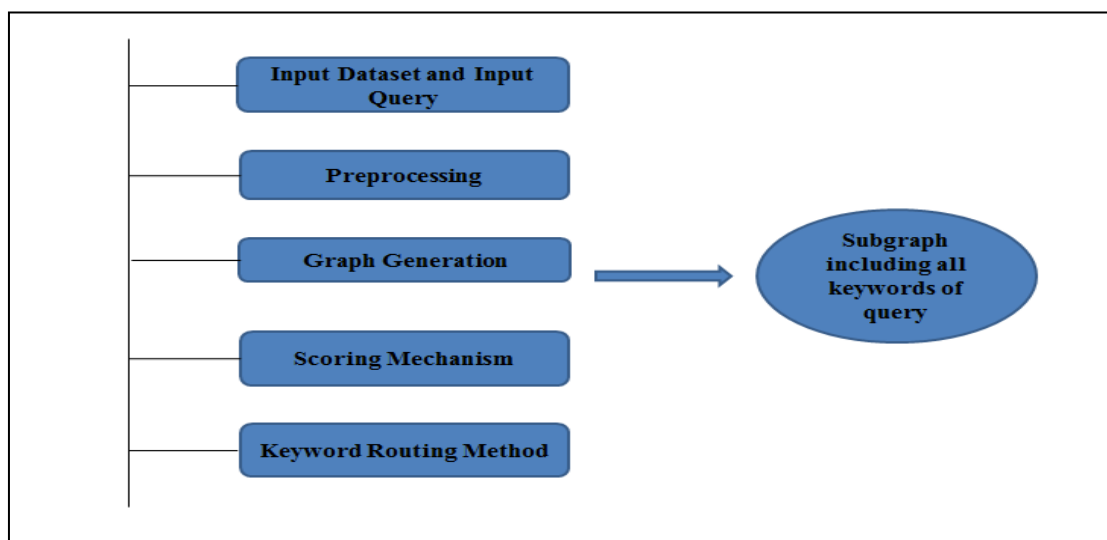 Input Dataset and Input
Query
Preprocessing
Graph Generation
Scoring Mechanism
Keyword Routing Method
Subgraph
including all
keywords of
query